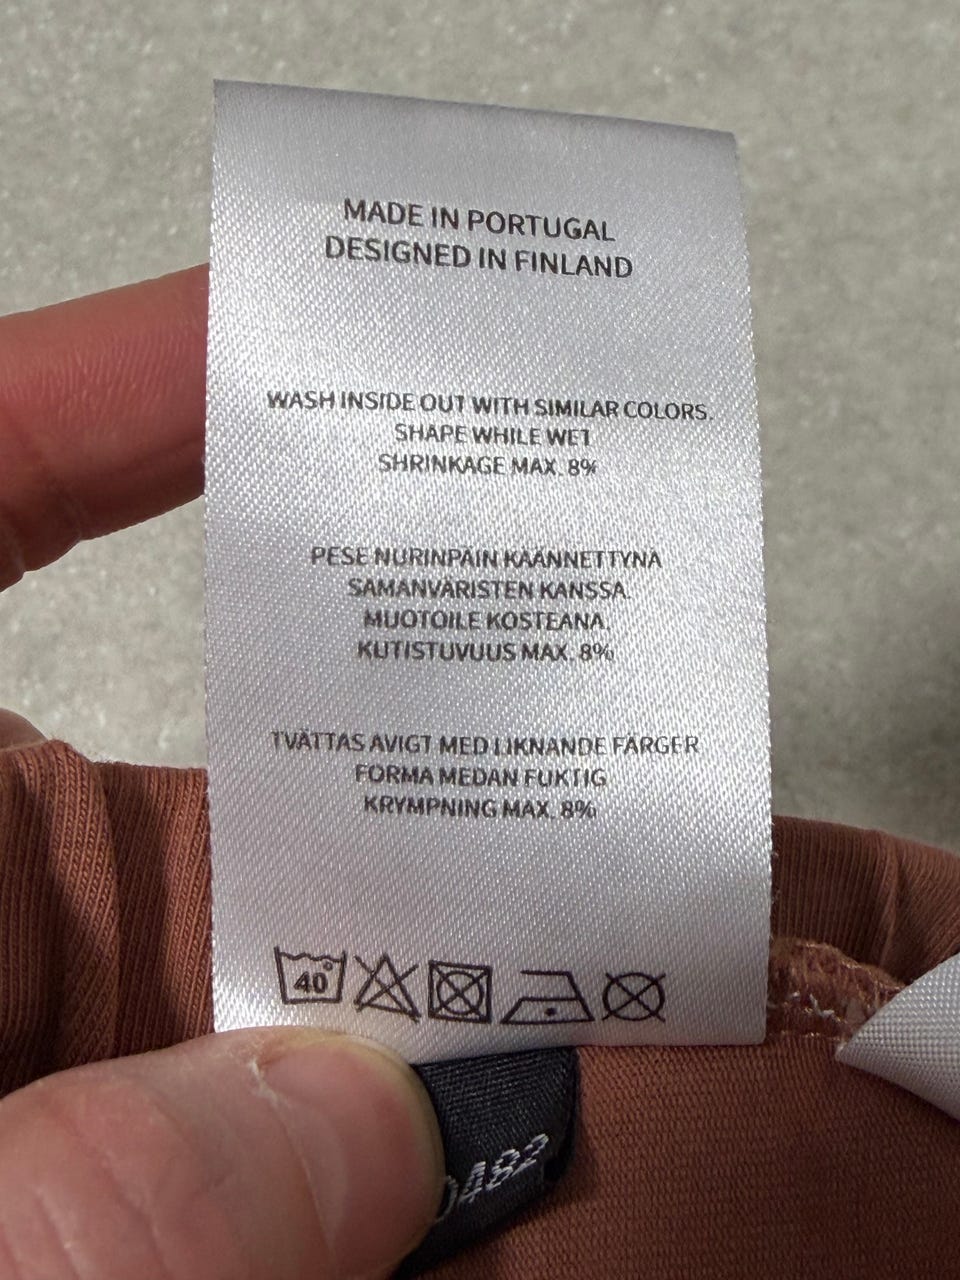 MADE IN PORTUGAL
DESIGNED IN FINLAND
WASH INSIDE OUT WITH SIMILAR COLORS.
SHAPE WHILE WET
SHRINKAGE MAX. 8%
PESE NURINPÄIN KÄÄNNETTYNÄ
SAMANVÄRISTEN KANSSA.
MUOTOILE KOSTEANA.
KUTISTUVUUS MAX. 8%
TVÄTTAS AVIGT MED LIKNANDE FÄRGER
FORMA MEDAN FUKTIG
KRYMPNING MAX. 8%
40
0482